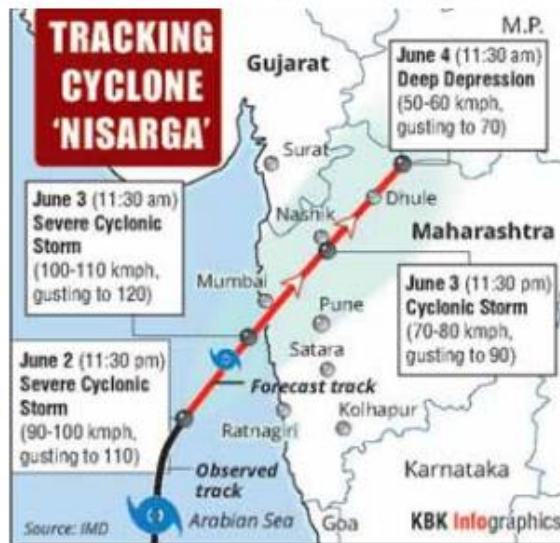 TRACKING
CYCLONE
'NISARGA'
M.P.
Gujarat
June 4 (11:30 am)
Deep Depression
(50-60 kmph,
gusting to 70)
Surat
Dhule
June 3 (11:30 am)
Severe Cyclonic
Storm
(100-110 kmph,
gusting to 120)
Nashik
Maharashtra
Mumbai
June 3 (11:30 pm)
Cyclonic Storm
(70-80 kmph,
gusting to 90)
Pune
Satara
June 2 (11:30 pm)
Severe Cyclonic
Storm
(90-100 kmph,
gusting to 110)
Forecast track
Kolhapur
Ratnagiri
Observed
track
Karnataka
Source: IMD
Arabian Sea
Goa
KBK Infographics